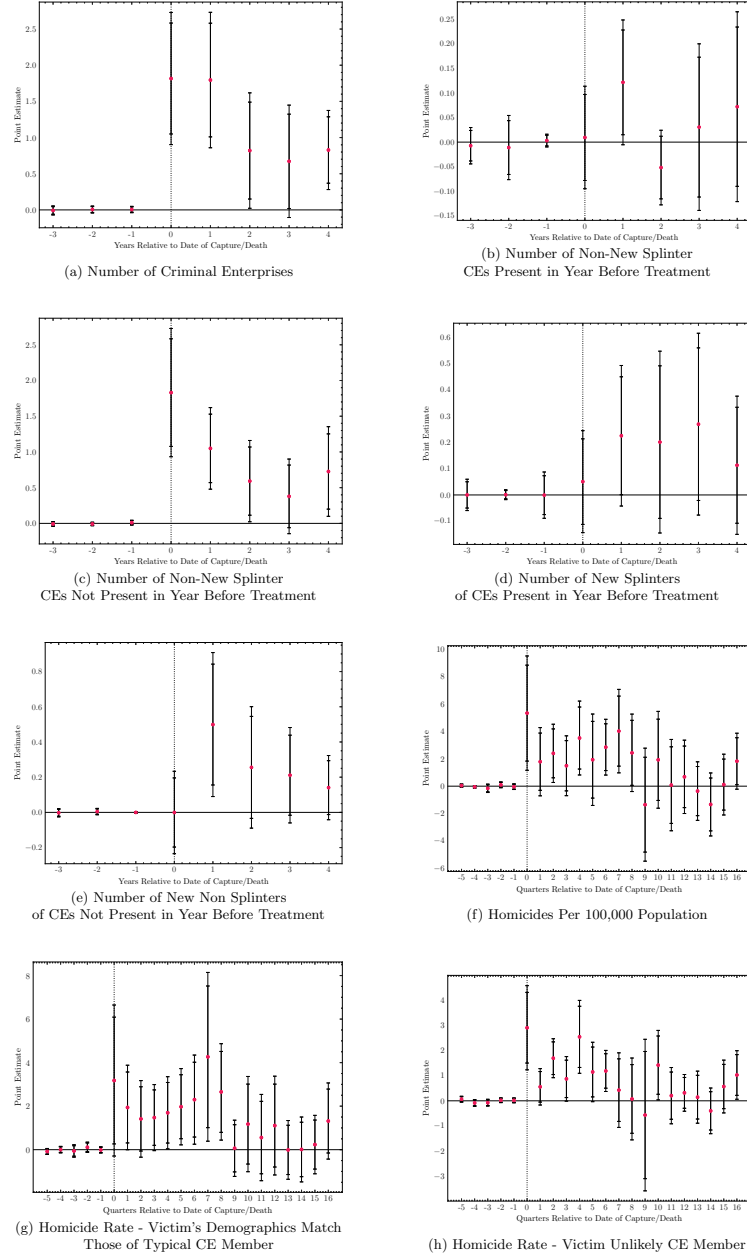 2.5
2.0
1.5
1.0
0.5
0.0
Point Estimate
-3 -2 -1 0 1 2 3 4
Years Relative to Date of Capture/Death
(a) Number of Criminal Enterprises
0.25
0.20
0.15
0.10
0.05
0.00
−0.05
−0.10
−0.15
Point Estimate
-3 -2 -1 0 1 2 3 4
Years Relative to Date of Capture/Death
(b) Number of Non-New Splinter
CEs Present in Year Before Treatment
2.5
2.0
1.5
1.0
0.5
0.0
Point Estimate
-3 -2 -1 0 1 2 3 4
Years Relative to Date of Capture/Death
(c) Number of Non-New Splinter
CEs Not Present in Year Before Treatment
0.6
0.5
0.4
0.3
0.2
0.1
0.0
−0.1
Point Estimate
-3 -2 -1 0 1 2 3 4
Years Relative to Date of Capture/Death
(d) Number of New Splinters
of CEs Present in Year Before Treatment
0.8
0.6
0.4
0.2
0.0
−0.2
Point Estimate
-3 -2 -1 0 1 2 3 4
Years Relative to Date of Capture/Death
(e) Number of New Non Splinters
of CEs Not Present in Year Before Treatment
10
8
6
4
2
0
−2
−4
−6
Point Estimate
-5 -4 -3 -2 -1 0 1 2 3 4 5 6 7 8 9 10 11 12 13 14 15 16
Quarters Relative to Date of Capture/Death
(f) Homicides Per 100,000 Population
8
6
4
2
0
Point Estimate
-5 -4 -3 -2 -1 0 1 2 3 4 5 6 7 8 9 10 11 12 13 14 15 16
Quarters Relative to Date of Capture/Death
(g) Homicide Rate - Victim's Demographics Match
Those of Typical CE Member
4
3
2
1
0
−1
−2
−3
Point Estimate
-5 -4 -3 -2 -1 0 1 2 3 4 5 6 7 8 9 10 11 12 13 14 15 16
Quarters Relative to Date of Capture/Death
(h) Homicide Rate - Victim Unlikely CE Member